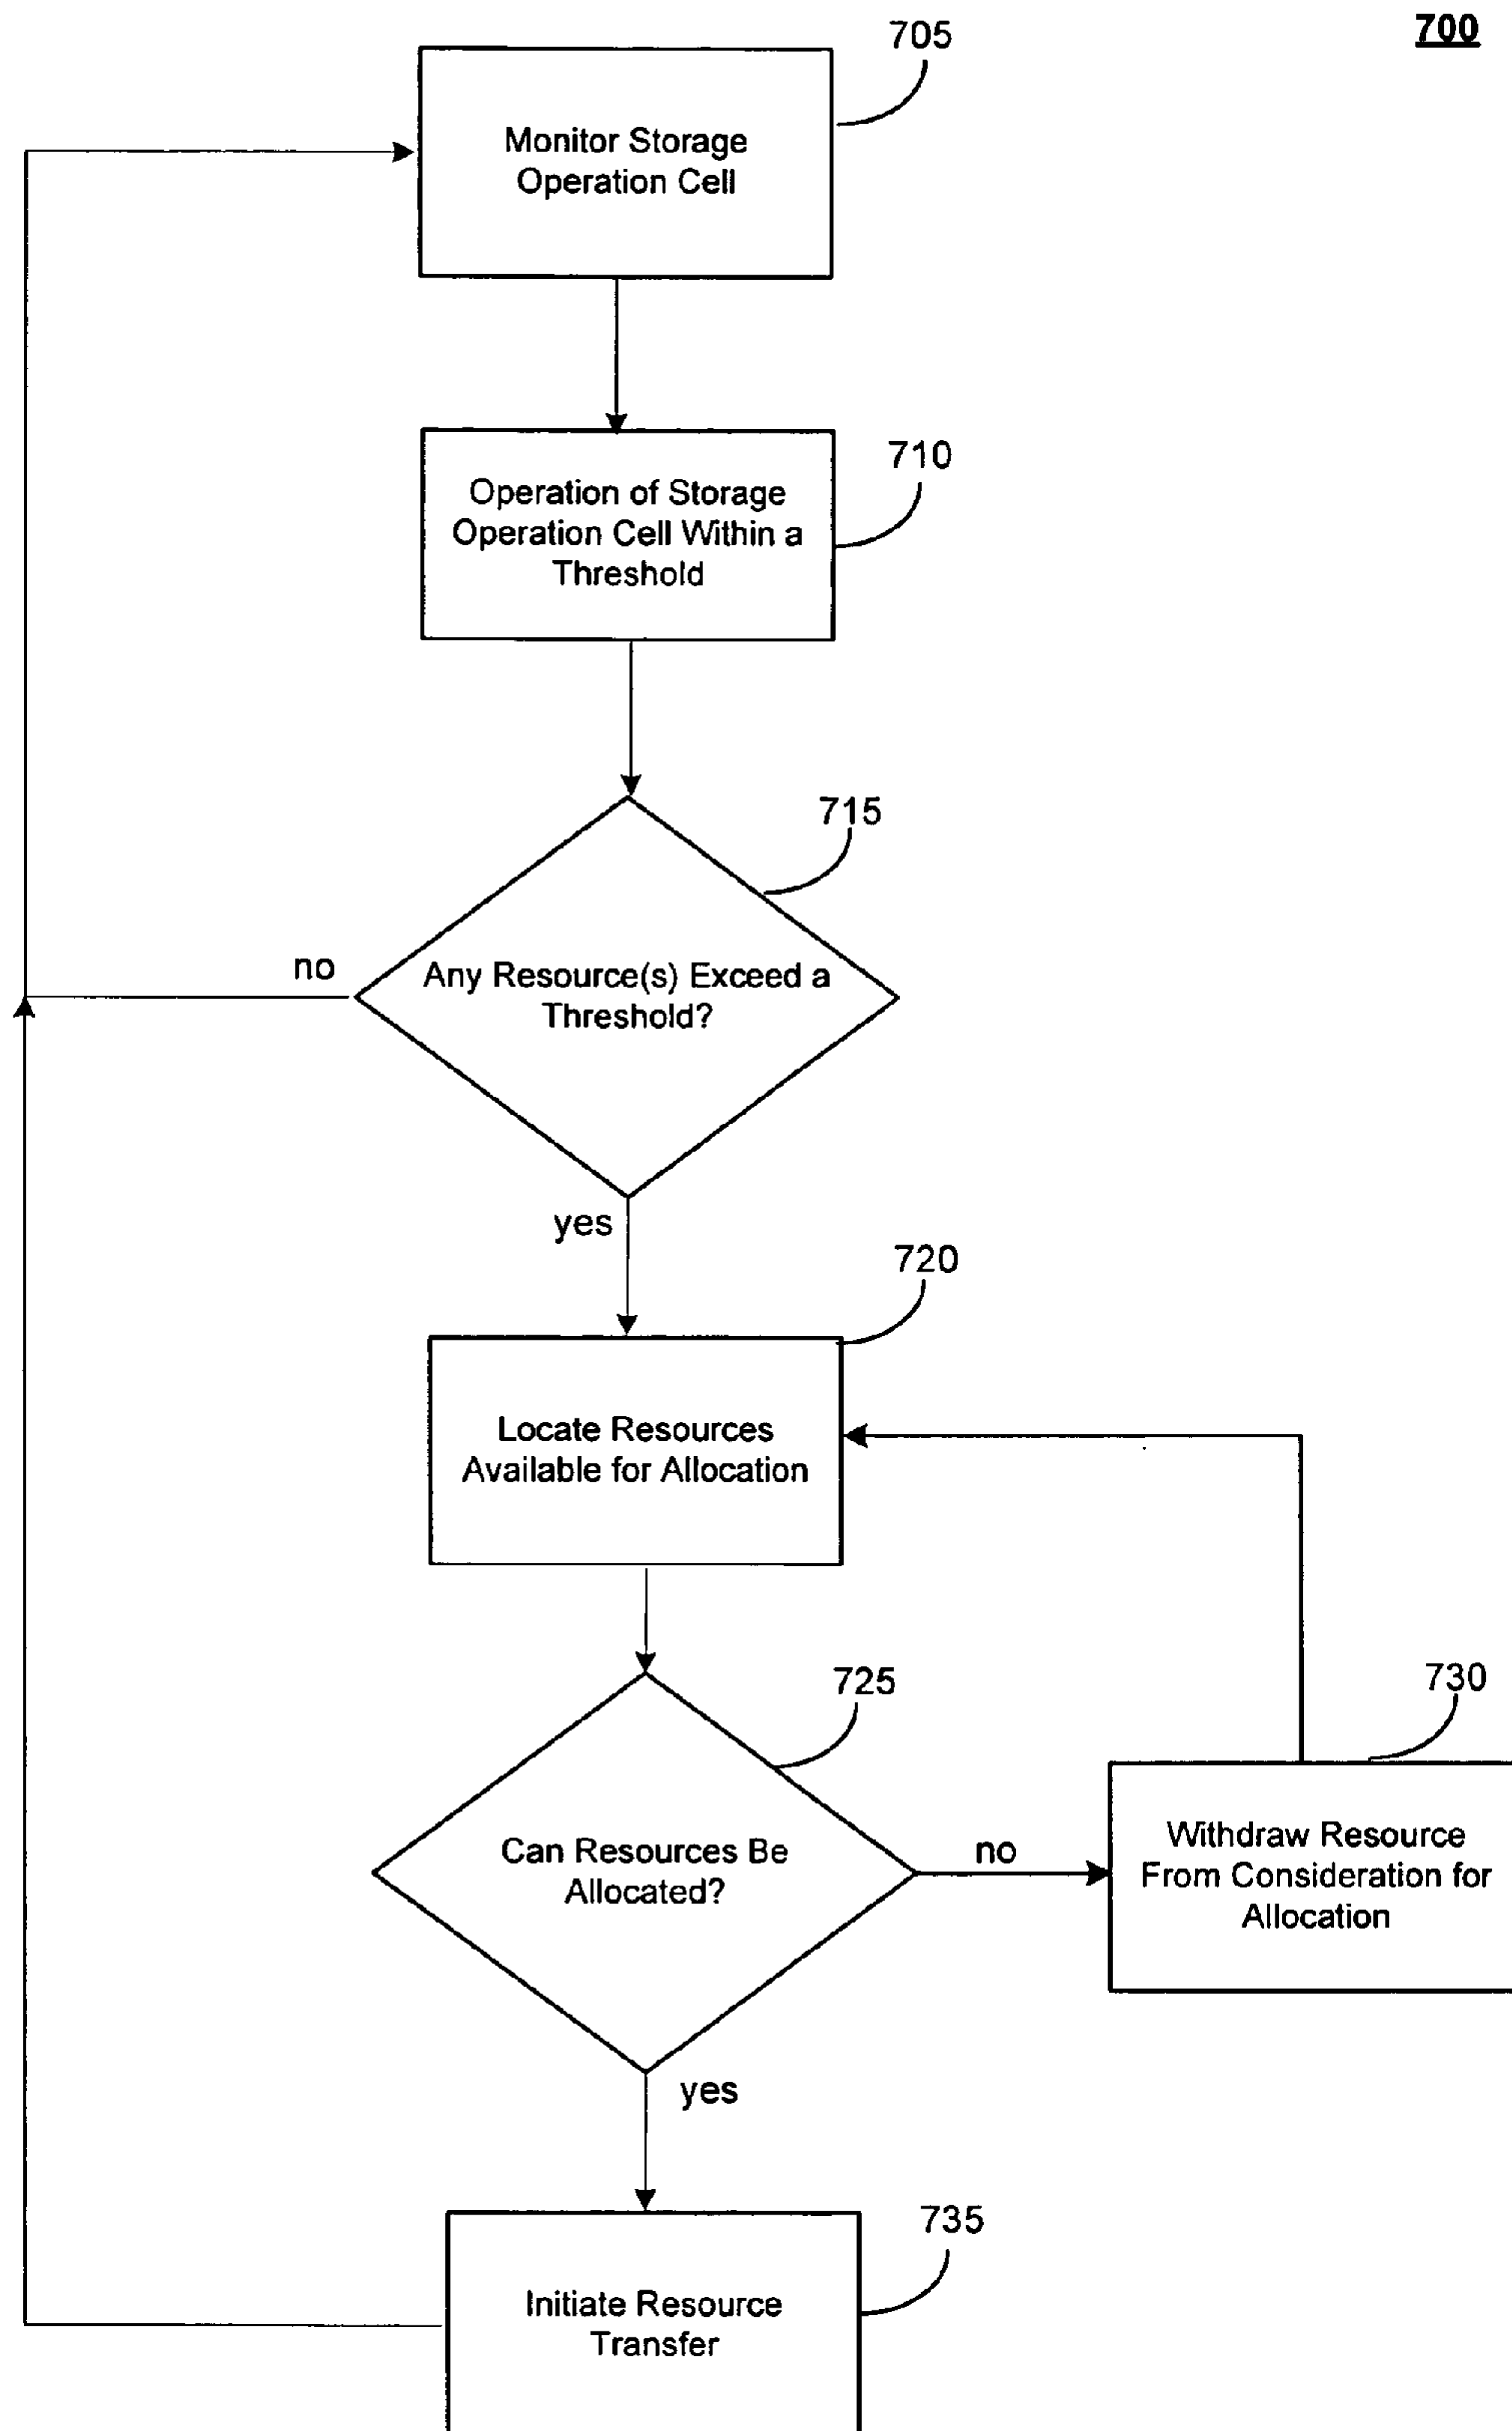 700
705
Monitor Storage
Operation Cell
710
Operation of Storage
Operation Cell Within a
Threshold
715
no
Any Resource(s) Exceed a
Threshold?
yes
720
Locate Resources
Available for Allocation
725
730
Can Resources Be
Allocated?
no
Withdraw Resource
From Consideration for
Allocation
yes
735
Initiate Resource
Transfer